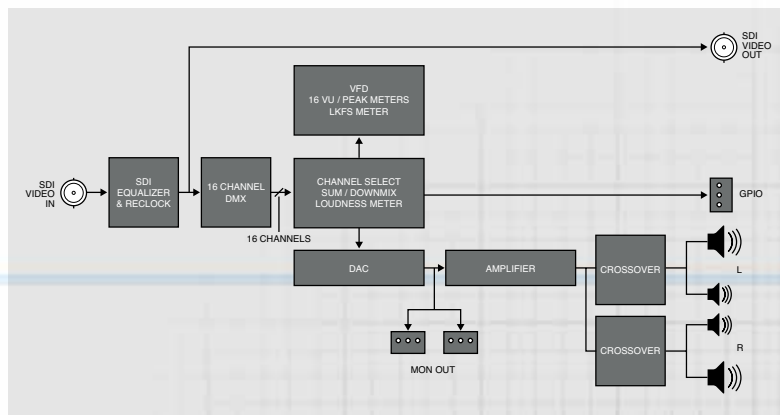 SDI
VIDEO
OUT
VFD
16 VU / PEAK METERS
LKFS METER
SDI
VIDEO
IN
SDI
EQUALIZER
& RECLOCK
16 CHANNEL
DMX
CHANNEL SELECT
SUM / DOWNMIX
LOUDNESS METER
GPIO
16 CHANNELS
DAC
AMPLIFIER
CROSSOVER
L
CROSSOVER
R
MON OUT